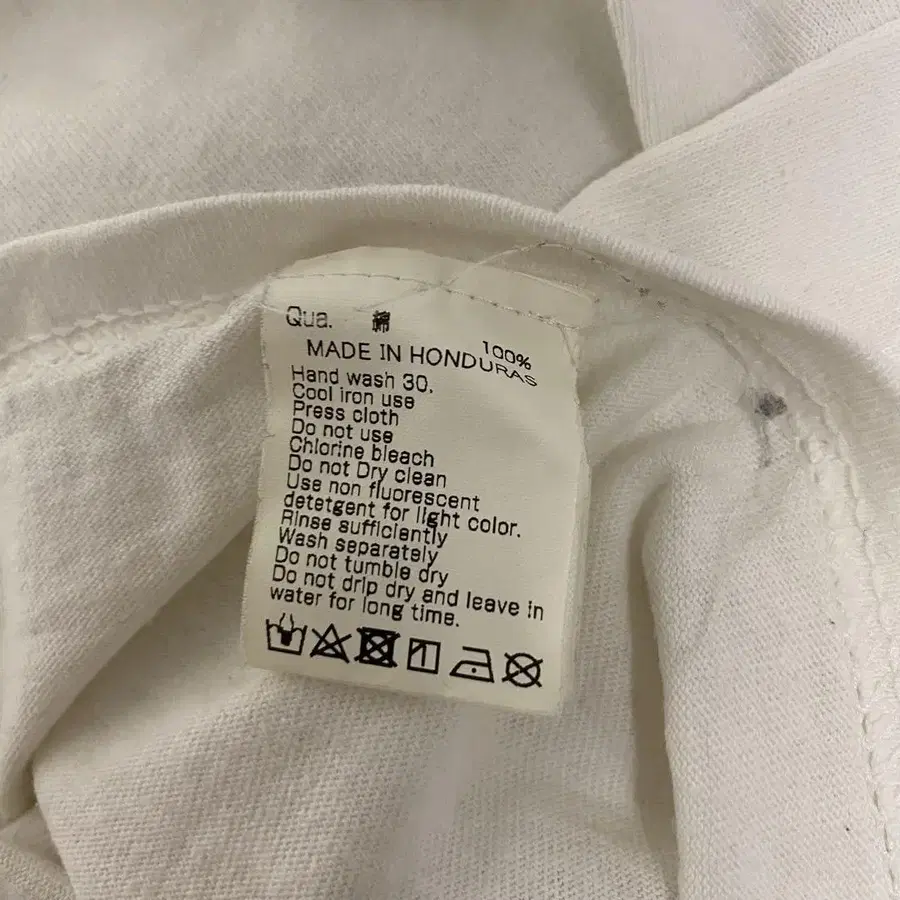 Qua. 綿 100%
MADE IN HONDURAS
Hand wash 30.
Cool iron use
Press cloth
Do not use
Chlorine bleach
Do not Dry clean
Use non fluorescent
detetgent for light color.
Rinse sufficiently
Wash separately
Do not tumble dry
Do not drip dry and leave in
water for long time.